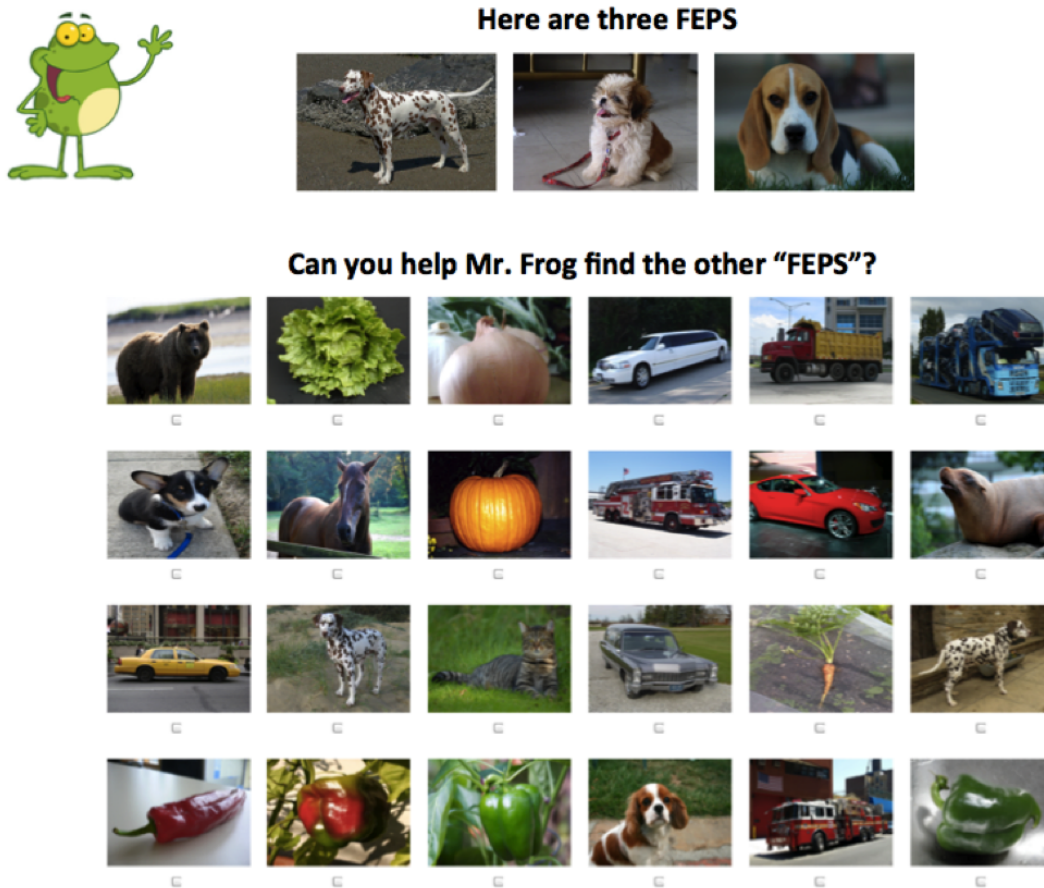 Here are three FEPS
Can you help Mr. Frog find the other “FEPS”?